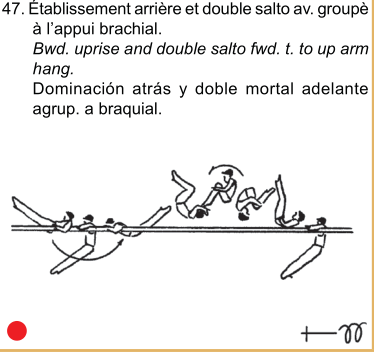 47. Établissement arrière et double salto av. groupè
à l'appui brachial.
Bwd. uprise and double salto fwd. t. to up arm
hang.
Dominación atrás y doble mortal adelante
agrup. a braquial.